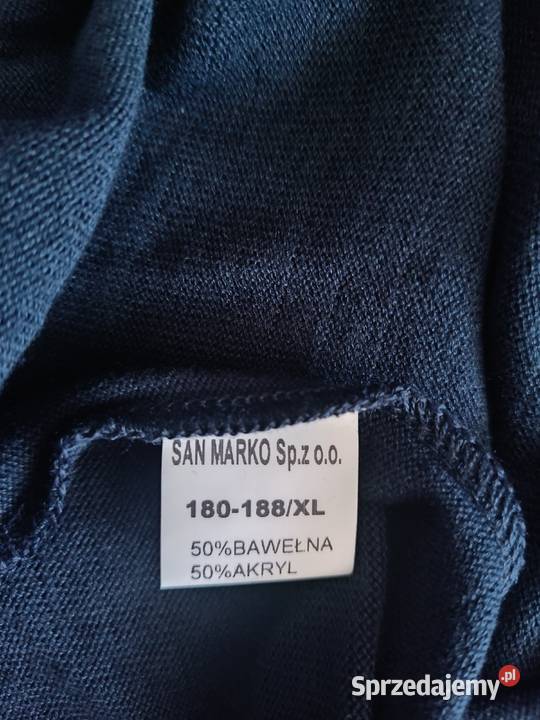 SAN MARKO Sp.z o.o.
180-188/XL
50%BAWEŁNA
50%AKRYL
Sprzedajemy.pl